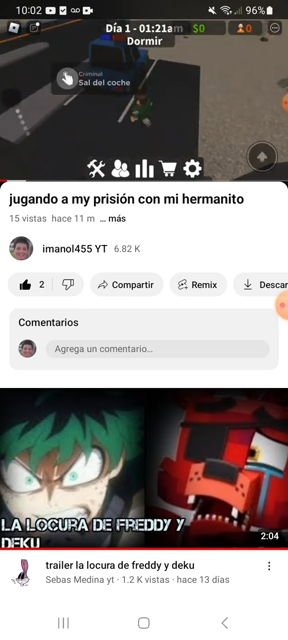 10:02
96%
Día 1 - 01:21am
$0
0
Dormir
Criminal
Sal del coche
jugando a my prisión con mi hermanito
15 vistas hace 11 m ... más
imanol455 YT 6.82 K
2
Compartir
Remix
Descar
Comentarios
Agrega un comentario...
LA LOCURA DE FREDDY Y
DEKU
2:04
trailer la locura de freddy y deku
Sebas Medina yt · 1.2 K vistas · hace 13 días